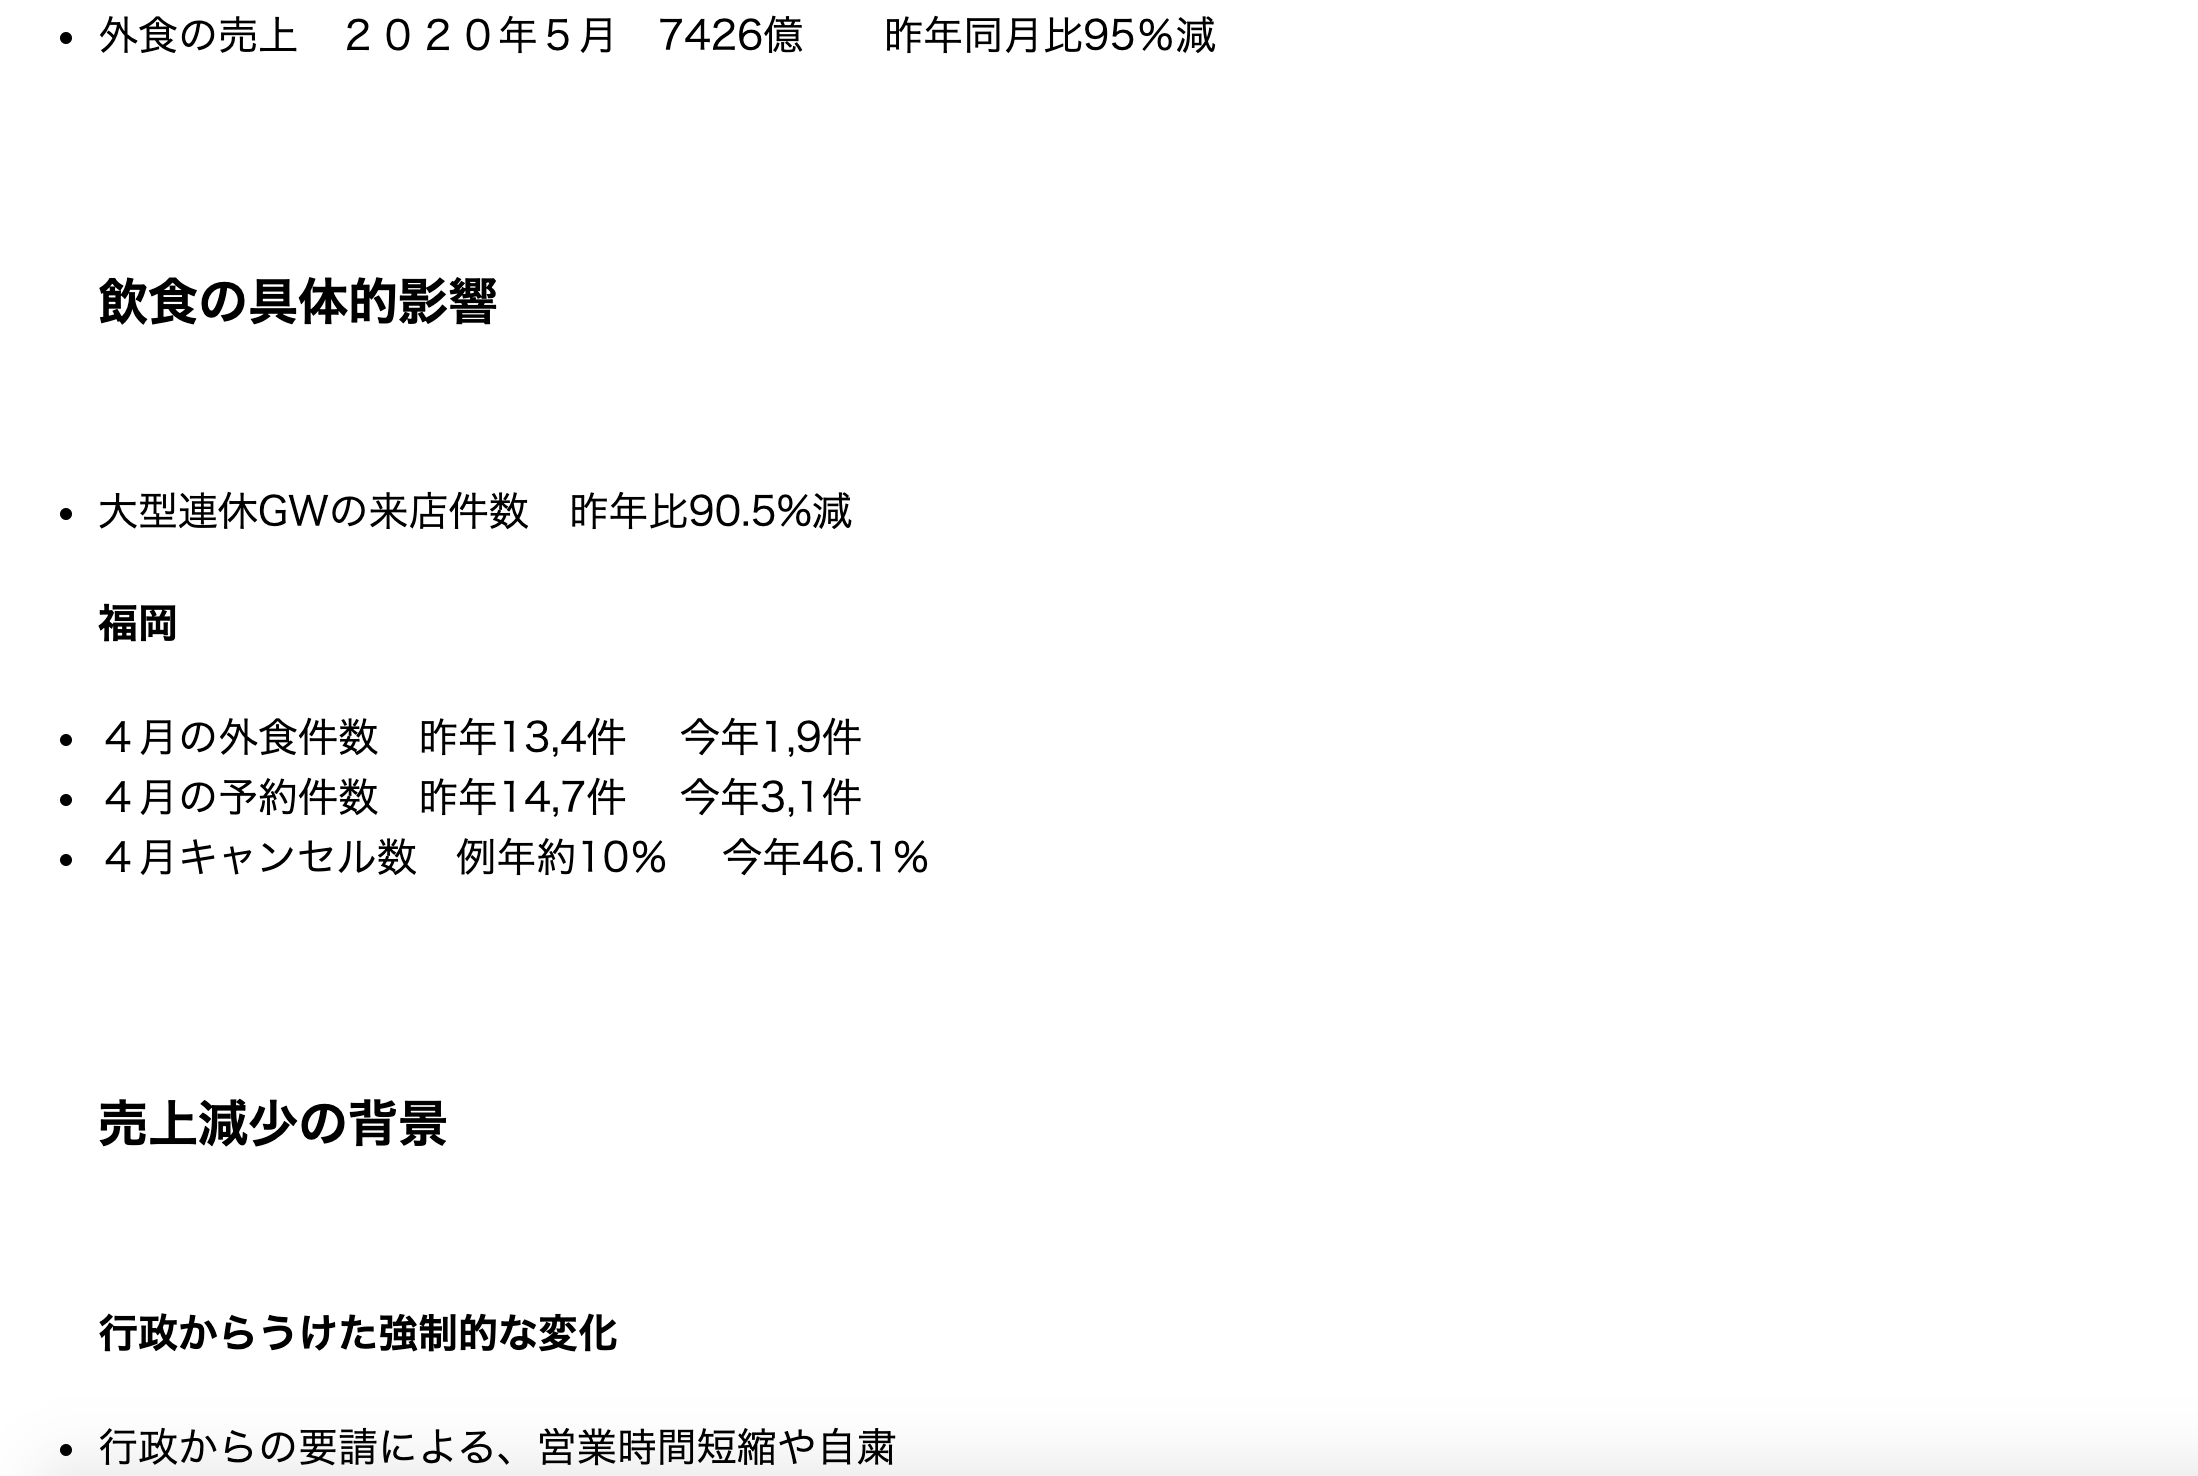 • 外食の売上　２０２０年５月　7426億　　昨年同月比95%減
飲食の具体的影響
• 大型連休GWの来店件数　昨年比90.5%減
福岡
• ４月の外食件数　昨年13,4件　 今年1,9件
• ４月の予約件数　昨年14,7件　 今年3,1件
• ４月キャンセル数　例年約10%　 今年46.1%
売上減少の背景
行政からうけた強制的な変化
• 行政からの要請による、営業時間短縮や自粛